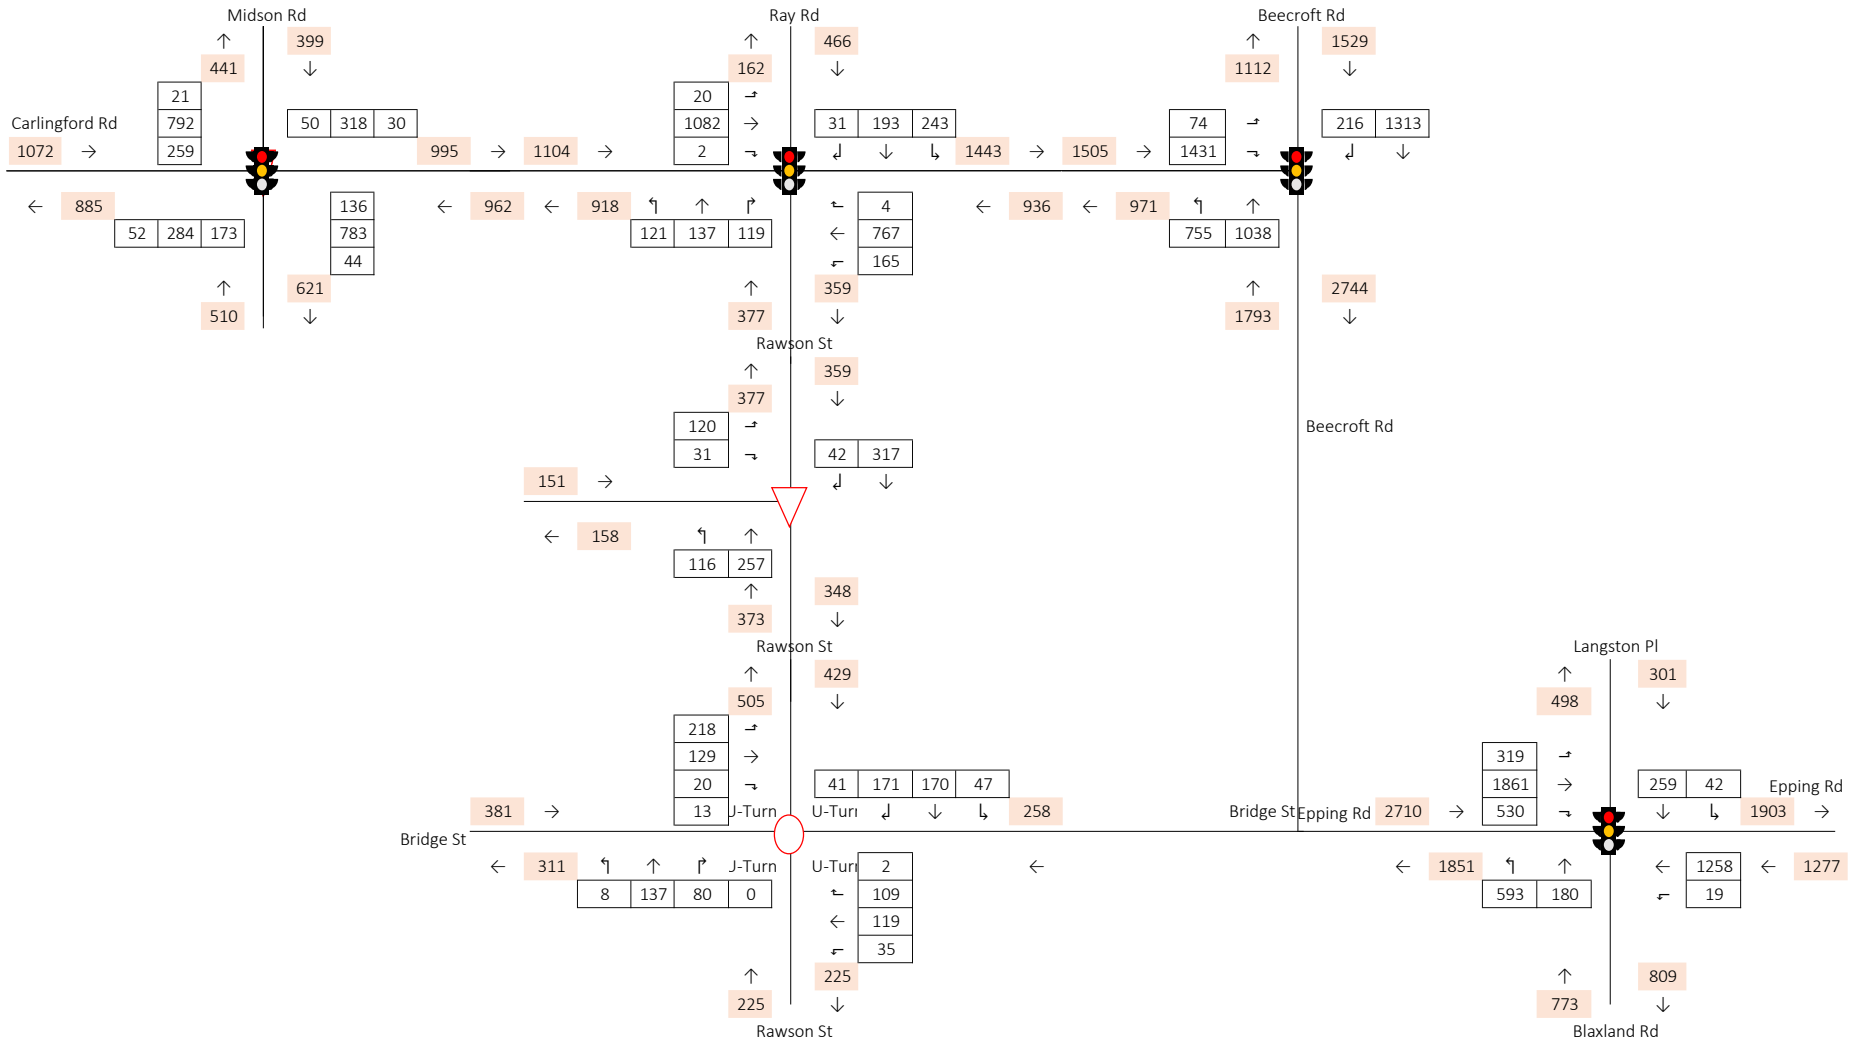 Midson Rd Ray Rd Beecroft Rd
399 466 1529
441 162 1112
21 20
Carlingford Rd 792 50 318 30 1082 31 193 243 74 216 1313
1072 259 995 1104 2 1443 1505 1431
885 136 962 918 4 936 971
52 284 173 783 121 137 119 767 755 1038
44 165
621 359 2744
510 377 1793
Rawson St
359
377
120 Beecroft Rd
31 42 317
151
158
116 257
348
373
Rawson St Langston Pl
429 301
505 498
218
129 319
20 41 171 170 47 1861 259 42 Epping Rd
381 13 U-Turn U-Turn 258 Bridge St Epping Rd 2710 530 1903
Bridge St
311 U-Turn U-Turn 2 1851 1258 1277
8 137 80 0 109 593 180 19
119
35
225 809
225 773
Rawson St Blaxland Rd